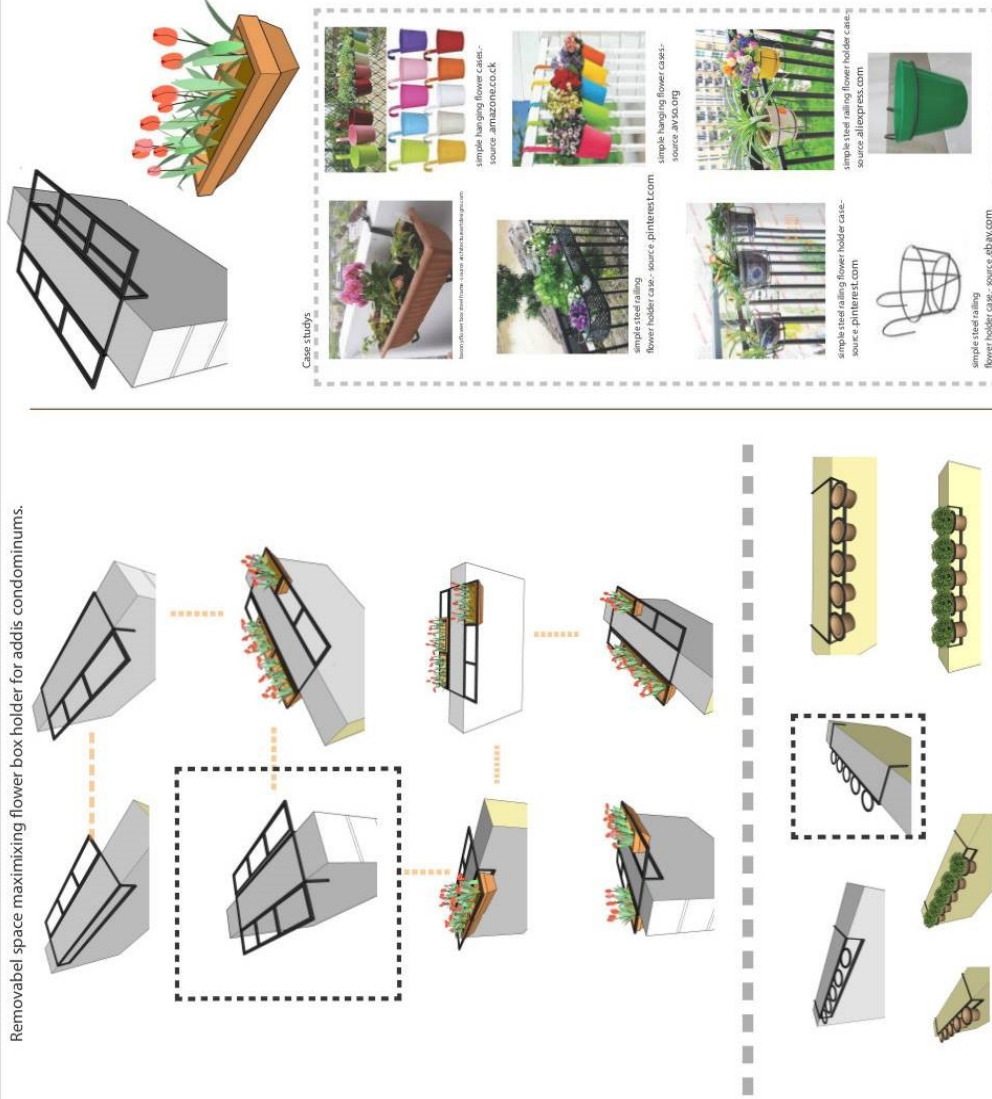 Removabel space maximixing flower box holder for addis condominums.
Case studys
simple hanging flower cases.-
source .amazone.co.ck
simple steel railing
flower holder case.- source .pinterest.com
simple hanging flower cases:-
source .avso.org
simple steel railing flower holder case.-
source .pinterest.com
simple steel railing flower holder case.-
source .aliexpress.com
simple steel railing
flower holder case.- source .ebay.com